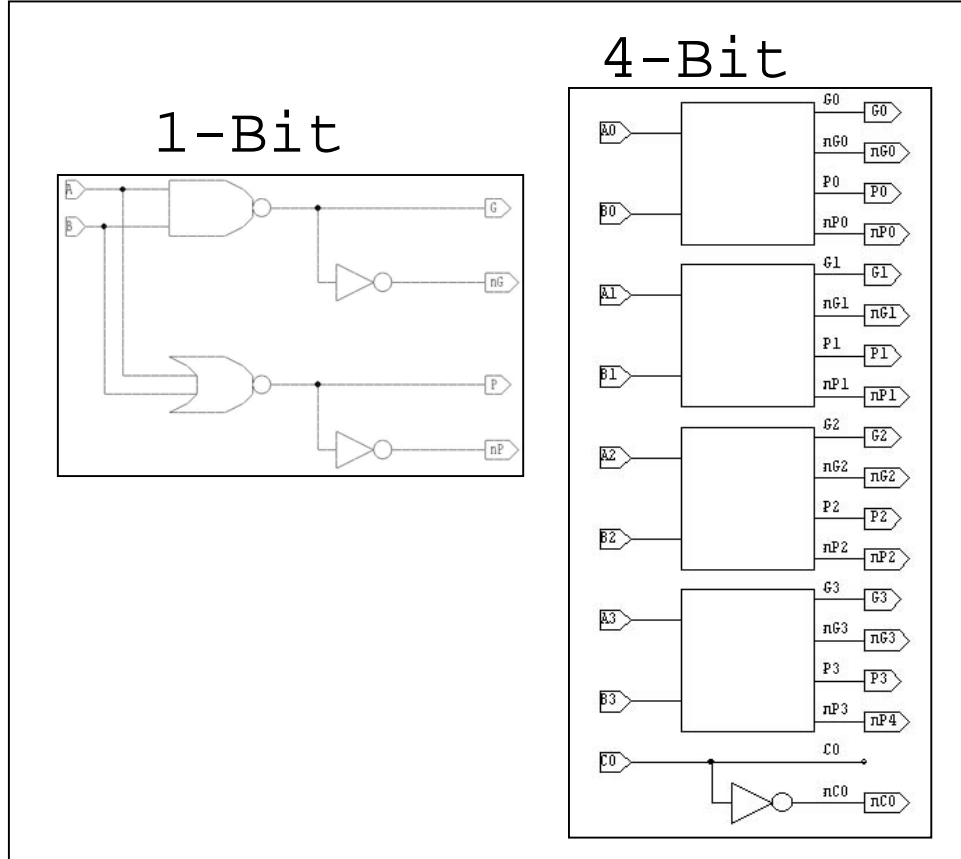 1-Bit
A
B
G
nG
P
nP
4-Bit
A0
B0
G0 G0
nG0 nG0
P0 P0
nP0 nP0
A1
B1
G1 G1
nG1 nG1
P1 P1
nP1 nP1
A2
B2
G2 G2
nG2 nG2
P2 P2
nP2 nP2
A3
B3
G3 G3
nG3 nG3
P3 P3
nP3 nP4
C0 C0
nC0 nC0